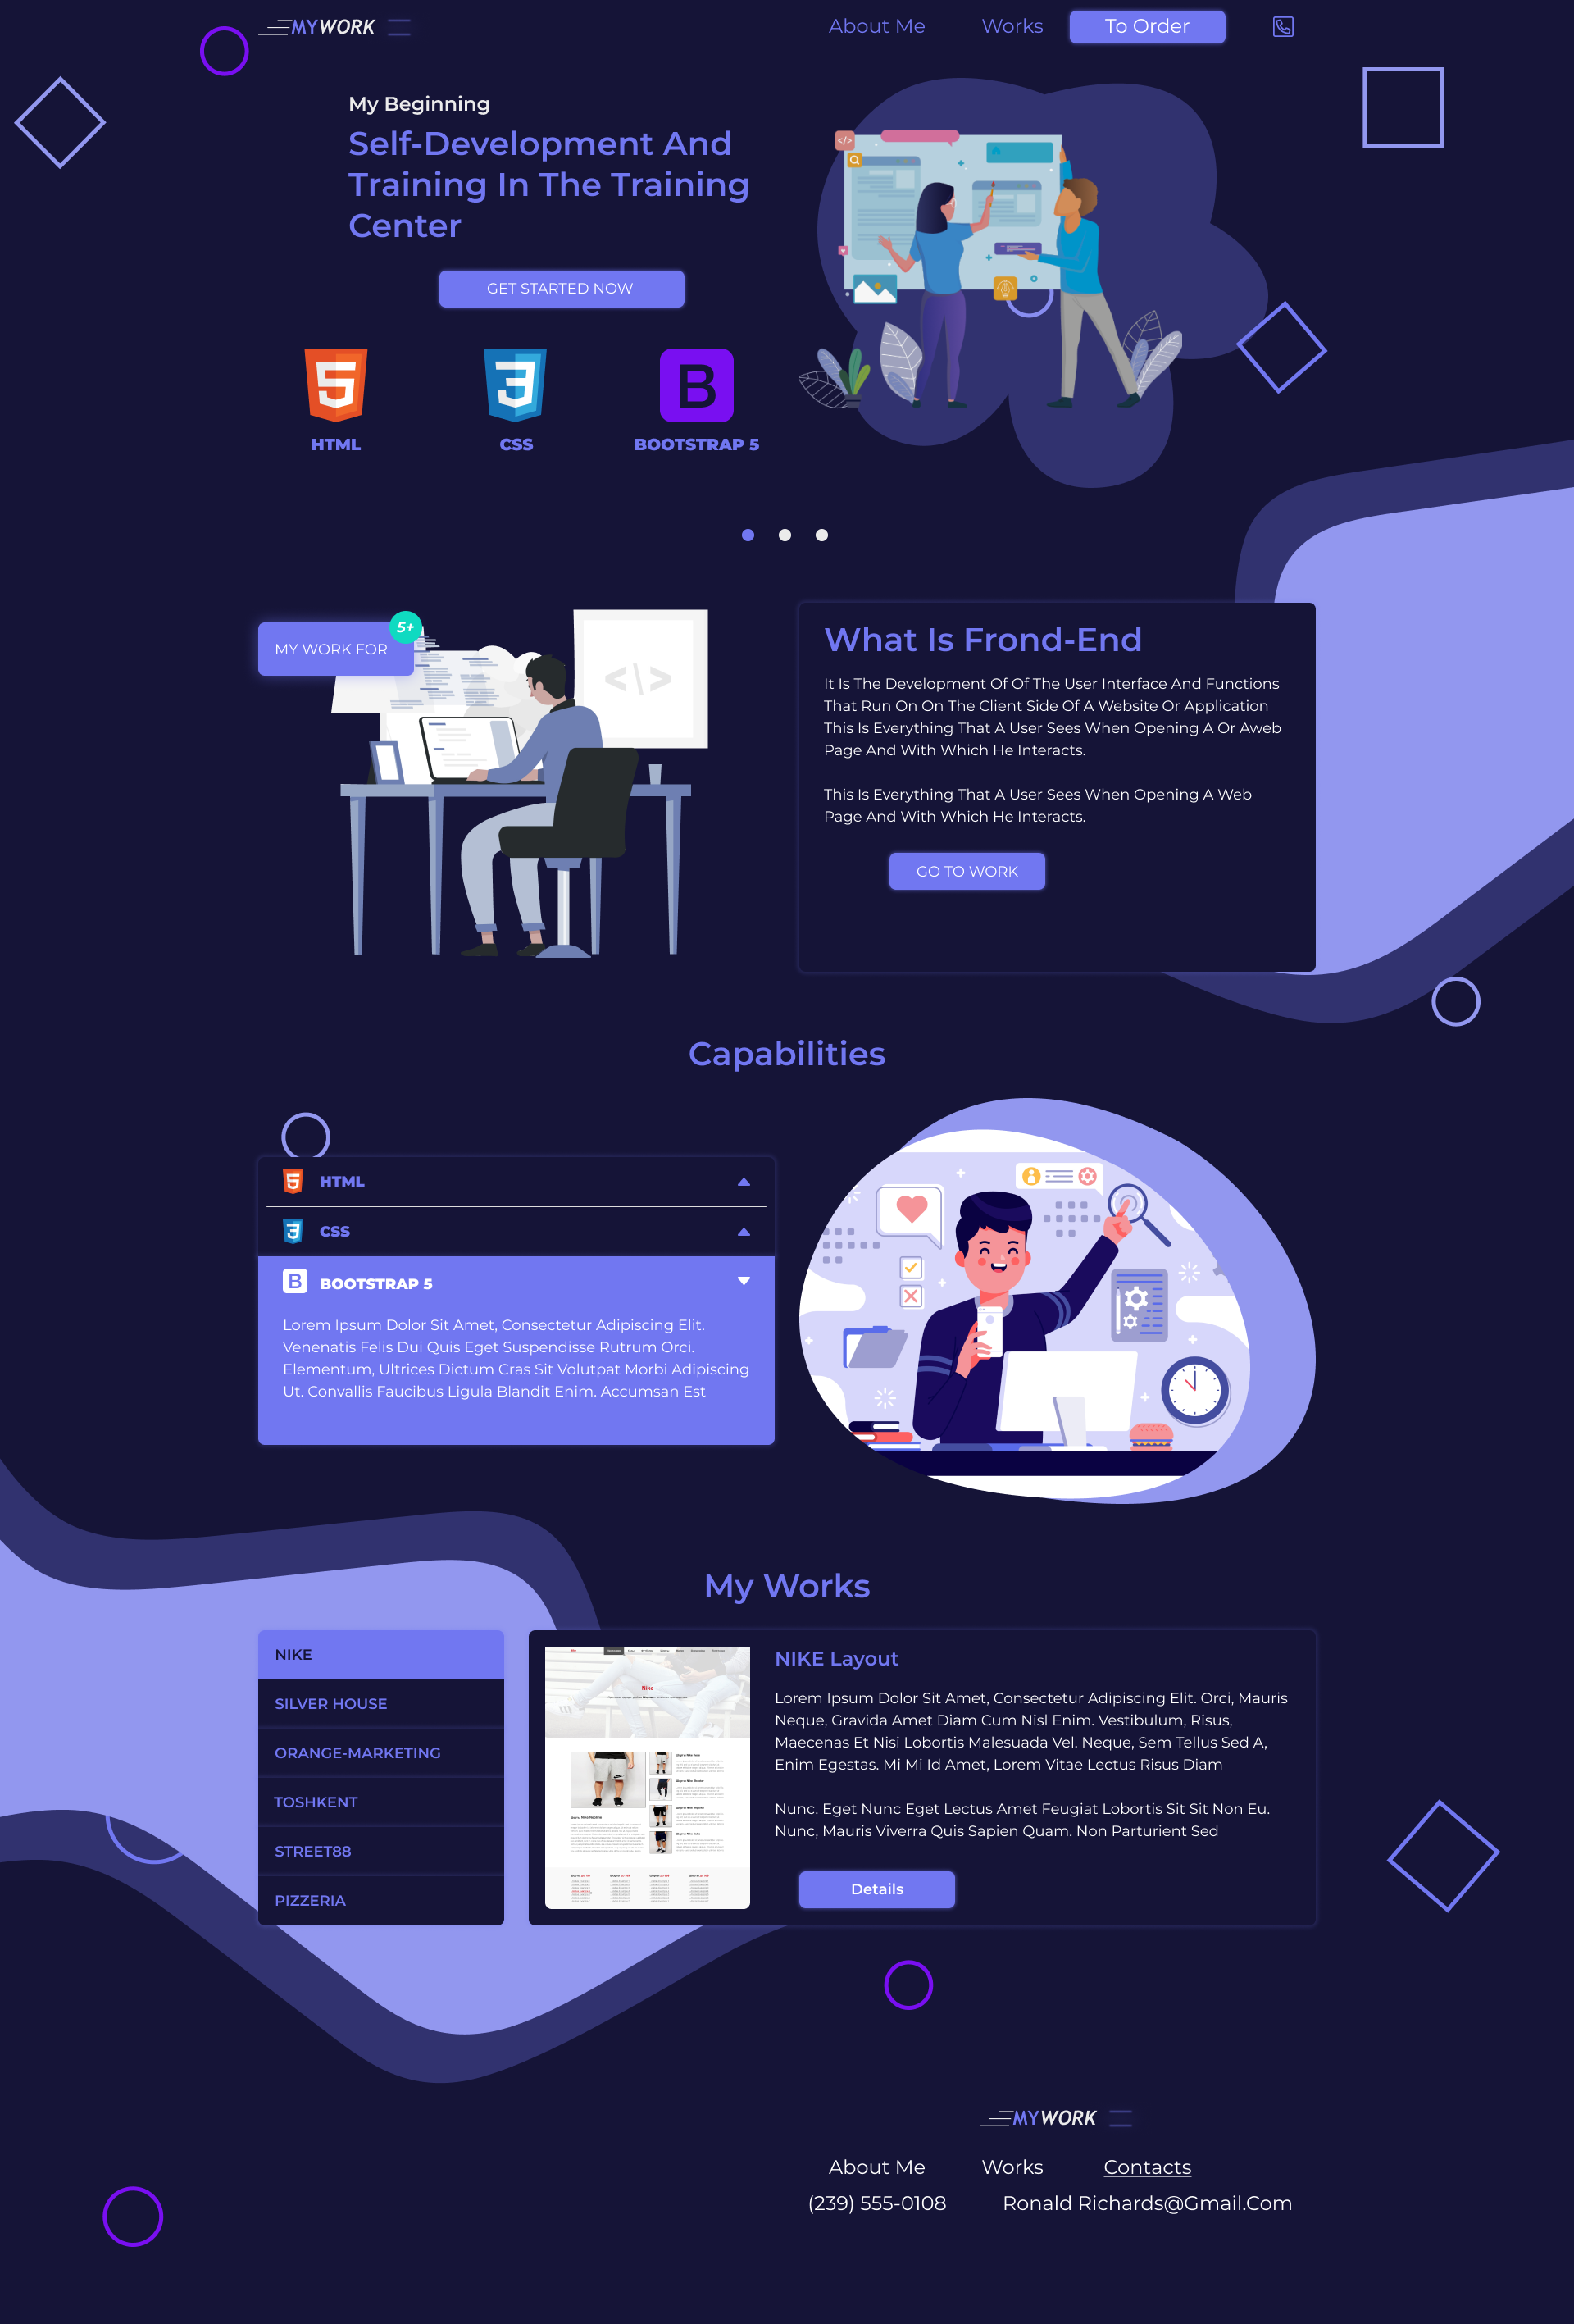 MYWORK
About Me
Works
To Order
My Beginning
Self-Development And
Training In The Training
Center
GET STARTED NOW
HTML
CSS
BOOTSTRAP 5
MY WORK FOR
5+
</>
What Is Frond-End
It Is The Development Of Of The User Interface And Functions
That Run On On The Client Side Of A Website Or Application
This Is Everything That A User Sees When Opening A Or Aweb
Page And With Which He Interacts.
This Is Everything That A User Sees When Opening A Web
Page And With Which He Interacts.
GO TO WORK
Capabilities
HTML
CSS
BOOTSTRAP 5
Lorem Ipsum Dolor Sit Amet, Consectetur Adipiscing Elit.
Venenatis Felis Dui Quis Eget Suspendisse Rutrum Orci.
Elementum, Ultrices Dictum Cras Sit Volutpat Morbi Adipiscing
Ut. Convallis Faucibus Ligula Blandit Enim. Accumsan Est
My Works
NIKE
SILVER HOUSE
ORANGE-MARKETING
TOSHKENT
STREET88
PIZZERIA
Nike
NIKE Layout
Lorem Ipsum Dolor Sit Amet, Consectetur Adipiscing Elit. Orci, Mauris
Neque, Gravida Amet Diam Cum Nisl Enim. Vestibulum, Risus,
Maecenas Et Nisi Lobortis Malesuada Vel. Neque, Sem Tellus Sed A,
Enim Egestas. Mi Mi Id Amet, Lorem Vitae Lectus Risus Diam
Nunc. Eget Nunc Eget Lectus Amet Feugiat Lobortis Sit Sit Non Eu.
Nunc, Mauris Viverra Quis Sapien Quam. Non Parturient Sed
Details
MYWORK
About Me
Works
Contacts
(239) 555-0108
Ronald Richards@Gmail.Com